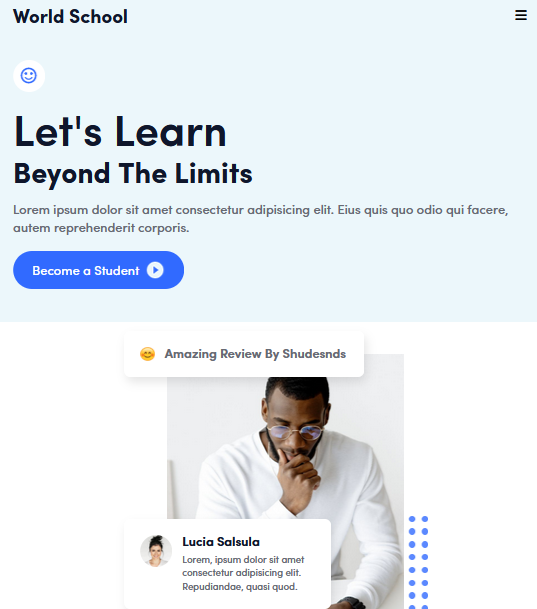 World School
Let's Learn
Beyond The Limits
Lorem ipsum dolor sit amet consectetur adipisicing elit. Eius quis quo odio qui facere,
autem reprehenderit corporis.
Become a Student
Amazing Review By Shudesnds
Lucia Salsula
Lorem, ipsum dolor sit amet
consectetur adipisicing elit.
Repudiandae, quasi quod.